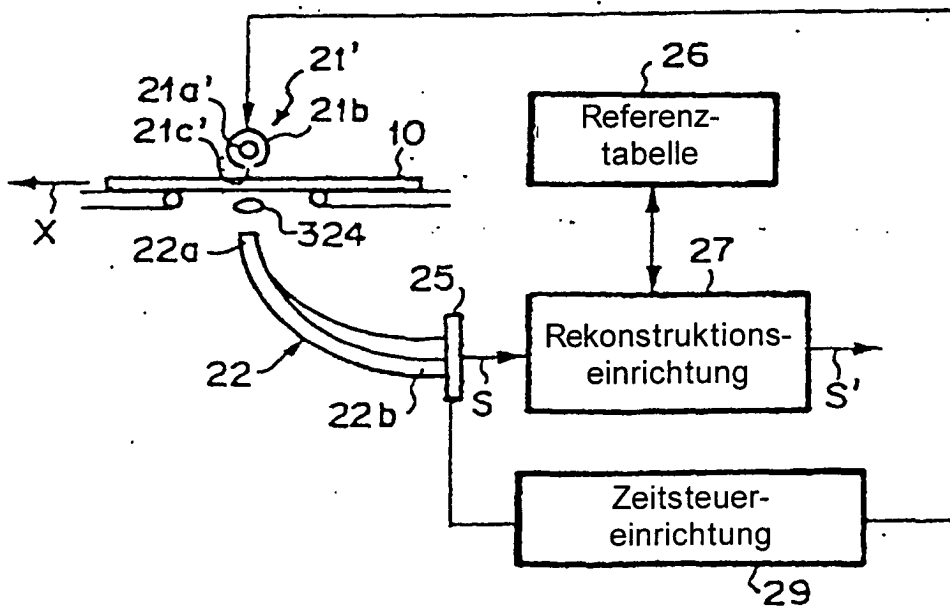 21'
21a'
21b
21c'
10
26
Referenz-
tabelle
X
324
22a
25
27
Rekonstruktions-
einrichtung
22
22b
S
S'
Zeitsteuer-
einrichtung
29